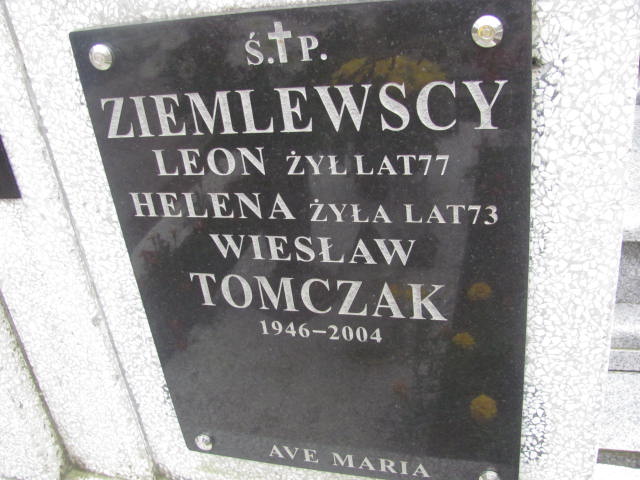 Ś.†P.
ZIEMLEWSCY
LEON ŻYŁ LAT77
HELENA ŻYŁA LAT73
WIESŁAW
TOMCZAK
1946-2004
AVE MARIA